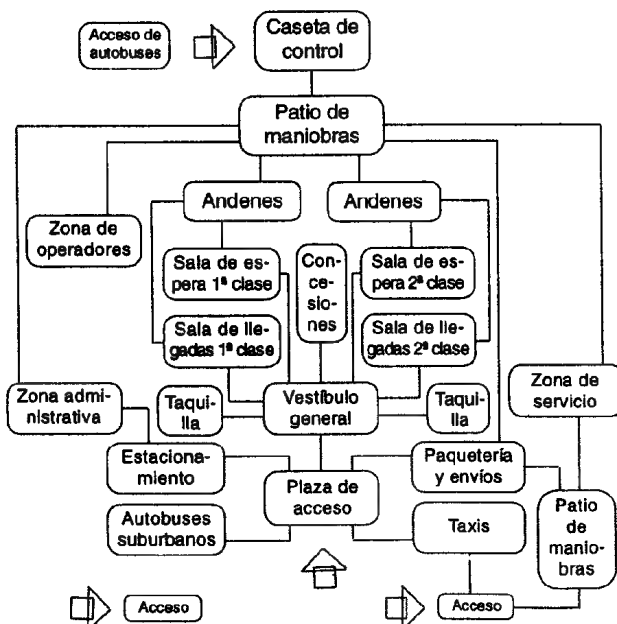 Acceso de
autobuses
Caseta de
control
Patio de
maniobras
Andenes
Andenes
Zona de
operadores
Sala de es-
pera 1ª clase
Con-
ce-
sio-
nes
Sala de es-
pera 2ª clase
Sala de lle-
gadas 1ª clase
Sala de lle-
gadas 2ª clase
Zona admi-
nistrativa
Taqui-
lla
Vestíbulo
general
Taqui-
lla
Zona de
servicio
Estaciona-
miento
Plaza de
acceso
Paquetería
y envíos
Autobuses
suburbanos
Taxis
Patio
de
manio-
bras
Acceso
Acceso